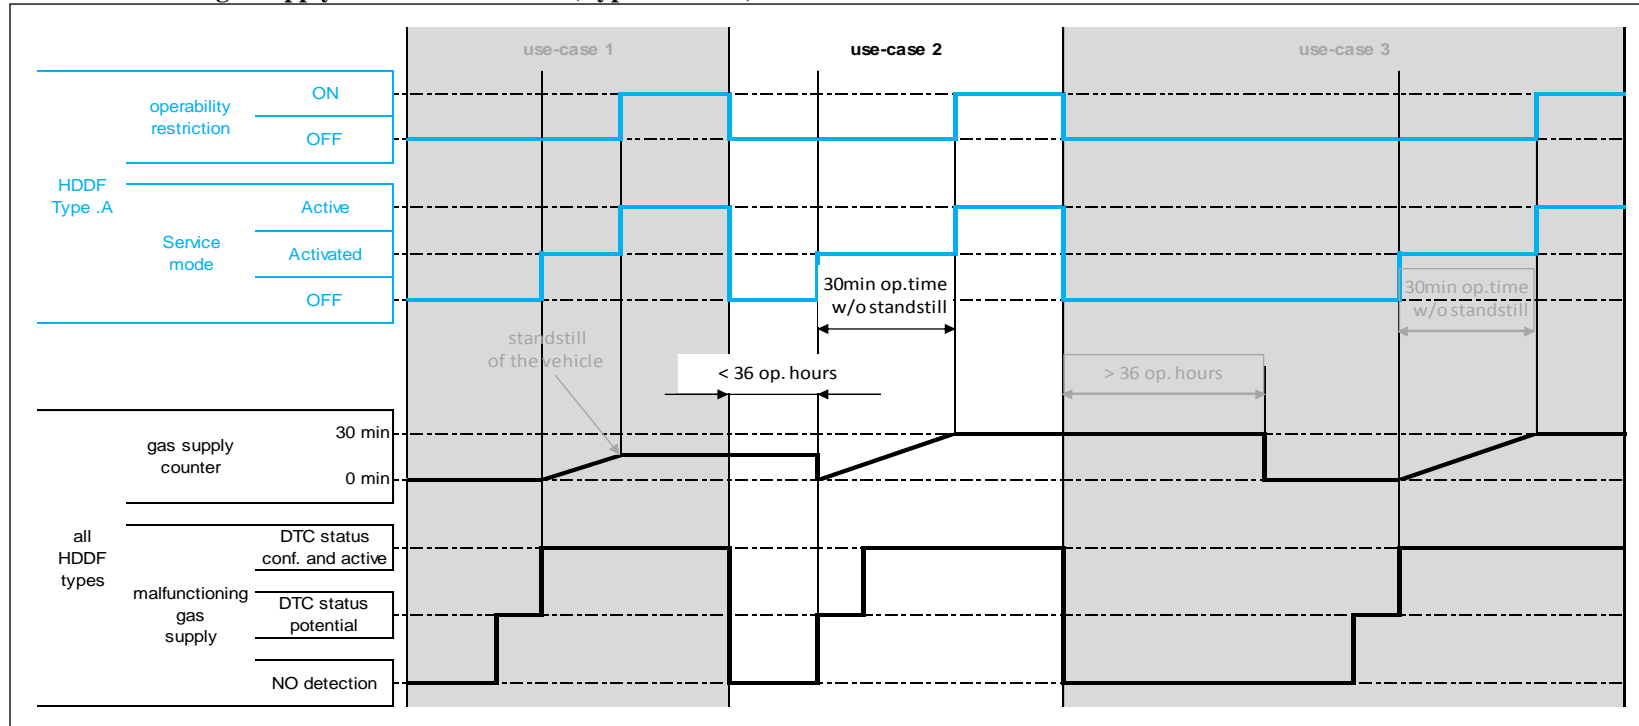 use-case 1
use-case 2
use-case 3
HDDF
Type .A
operability
restriction
ON
OFF
Service
mode
Active
Activated
OFF
30min op.time
w/o standstill
30min op.time
w/o standstill
standstill
of the vehicle
< 36 op. hours
> 36 op. hours
all
HDDF
types
gas supply
counter
30 min
0 min
malfunctioning
gas
supply
DTC status
conf. and active
DTC status
potential
NO detection